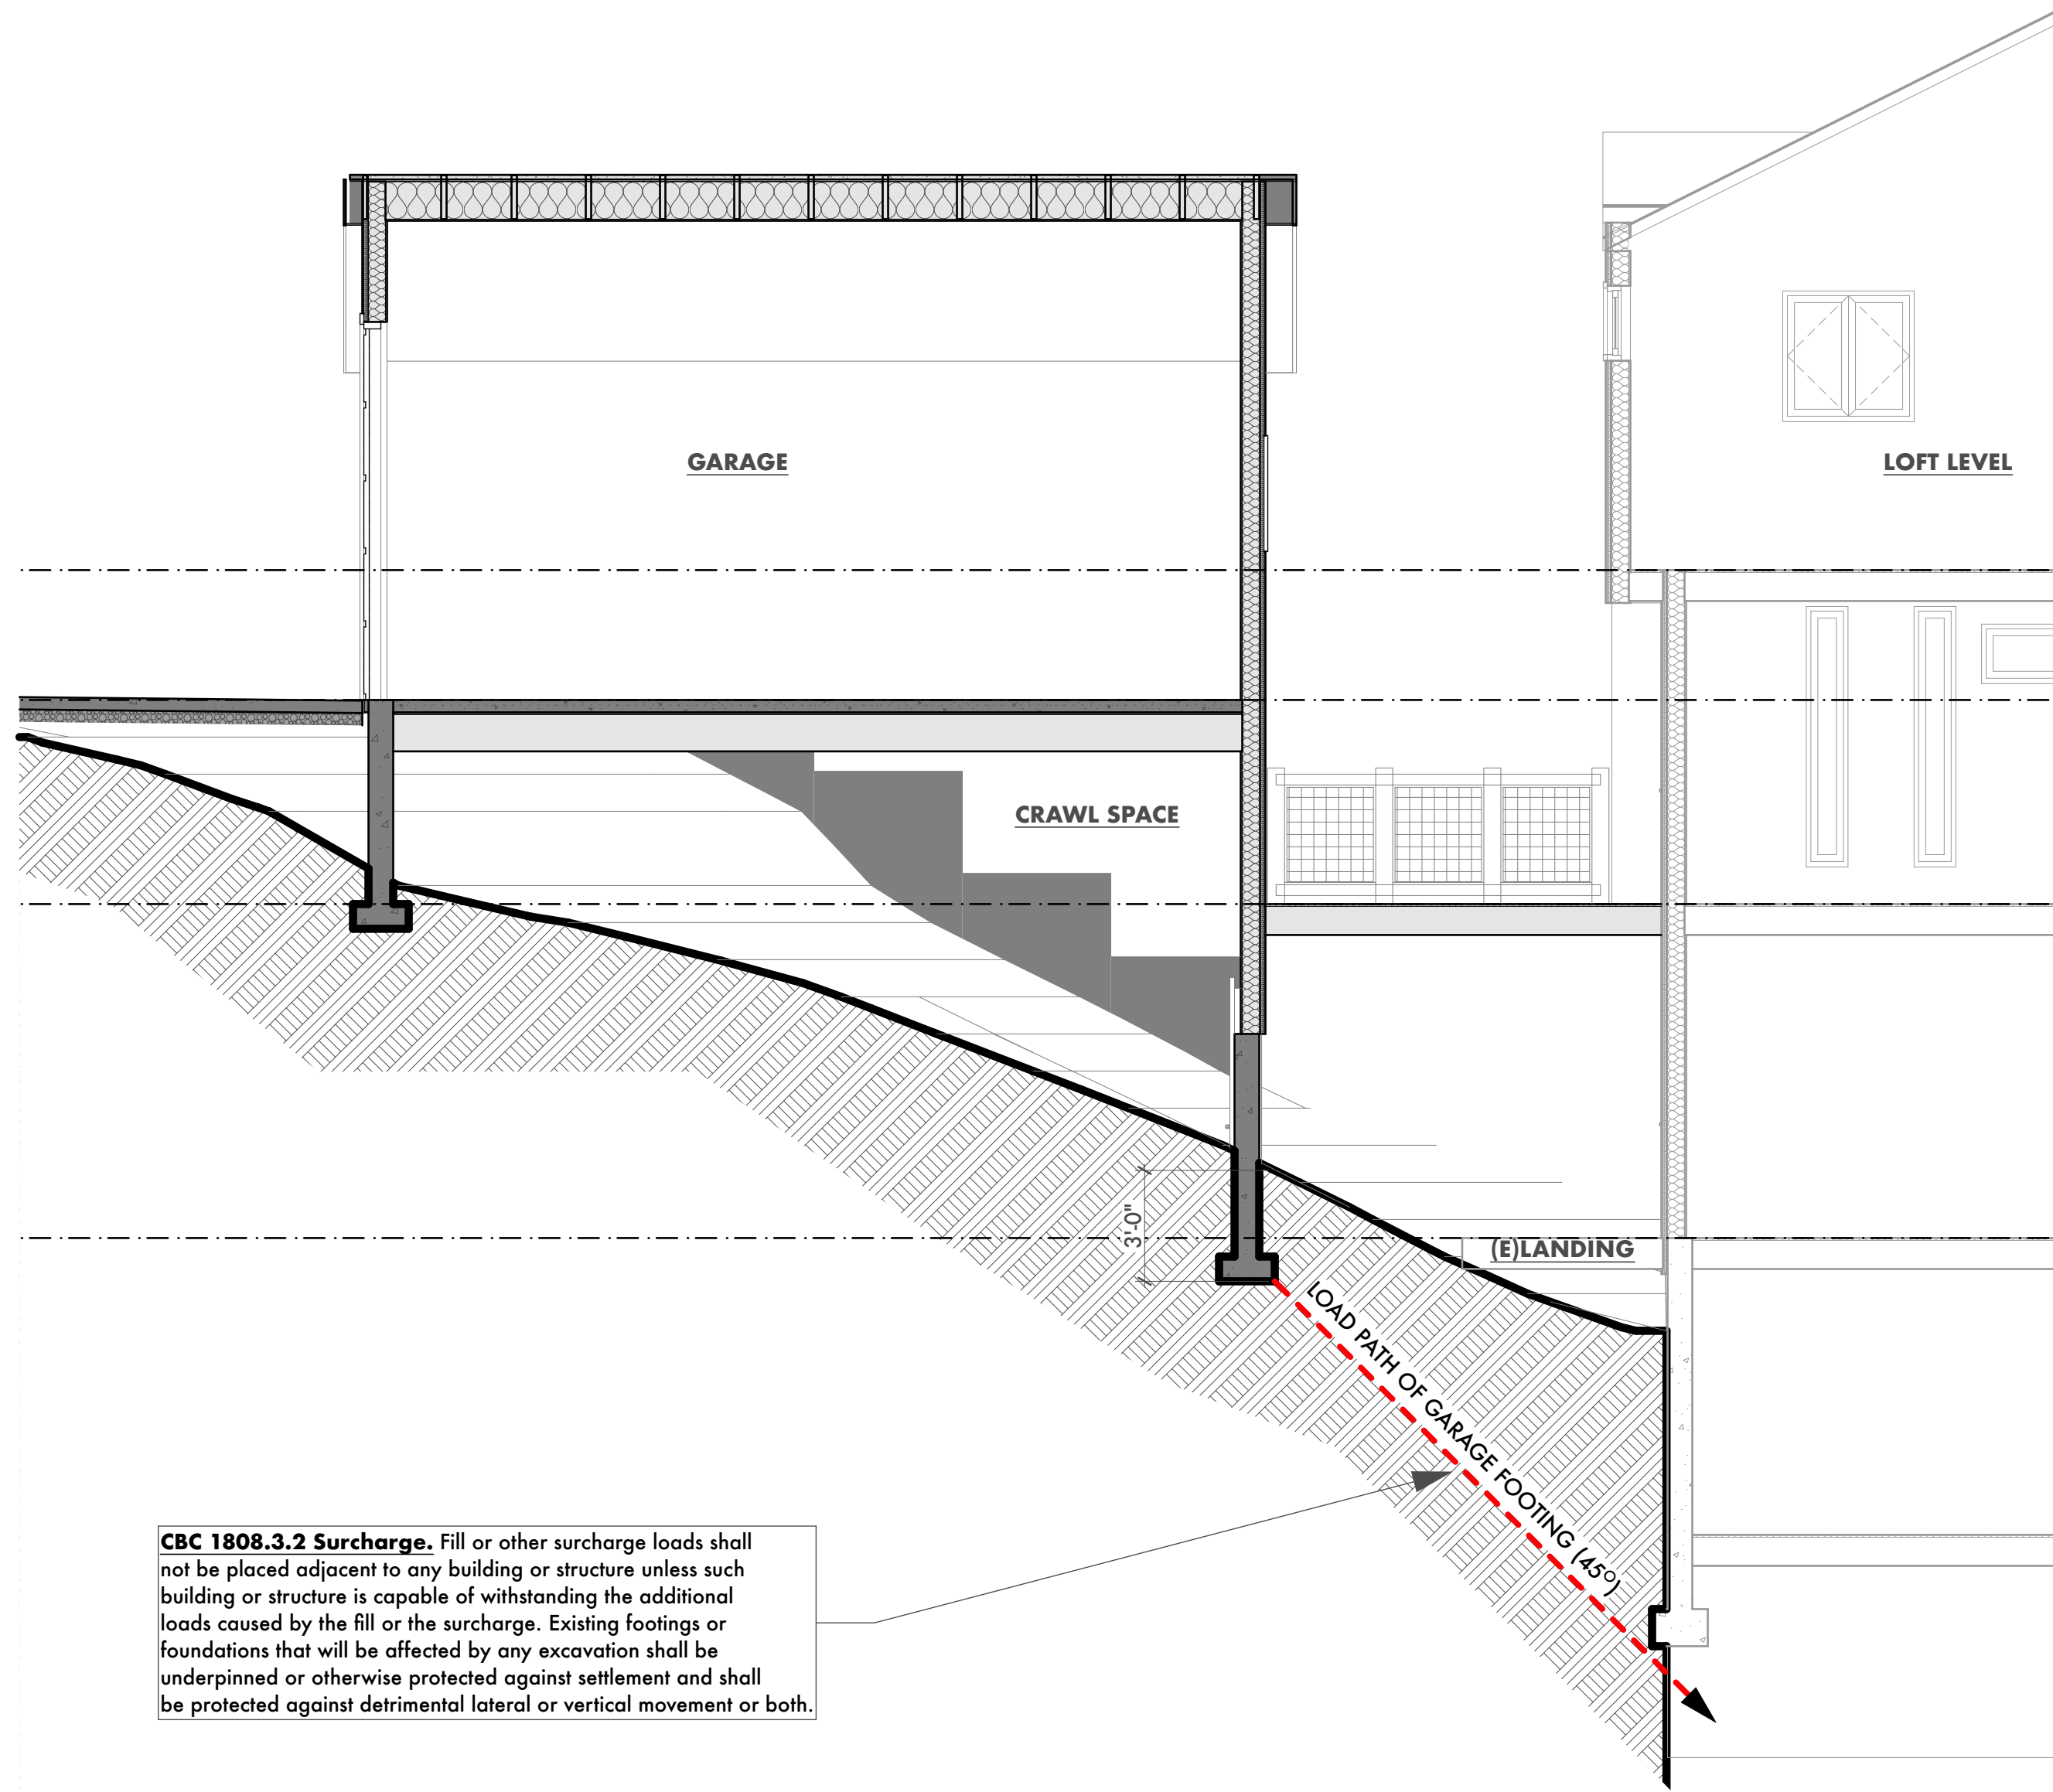 GARAGE
LOFT LEVEL
CRAWL SPACE
3'-0"
(E)LANDING
LOAD PATH OF GARAGE FOOTING (45°)
CBC 1808.3.2 Surcharge. Fill or other surcharge loads shall
not be placed adjacent to any building or structure unless such
building or structure is capable of withstanding the additional
loads caused by the fill or the surcharge. Existing footings or
foundations that will be affected by any excavation shall be
underpinned or otherwise protected against settlement and shall
be protected against detrimental lateral or vertical movement or both.